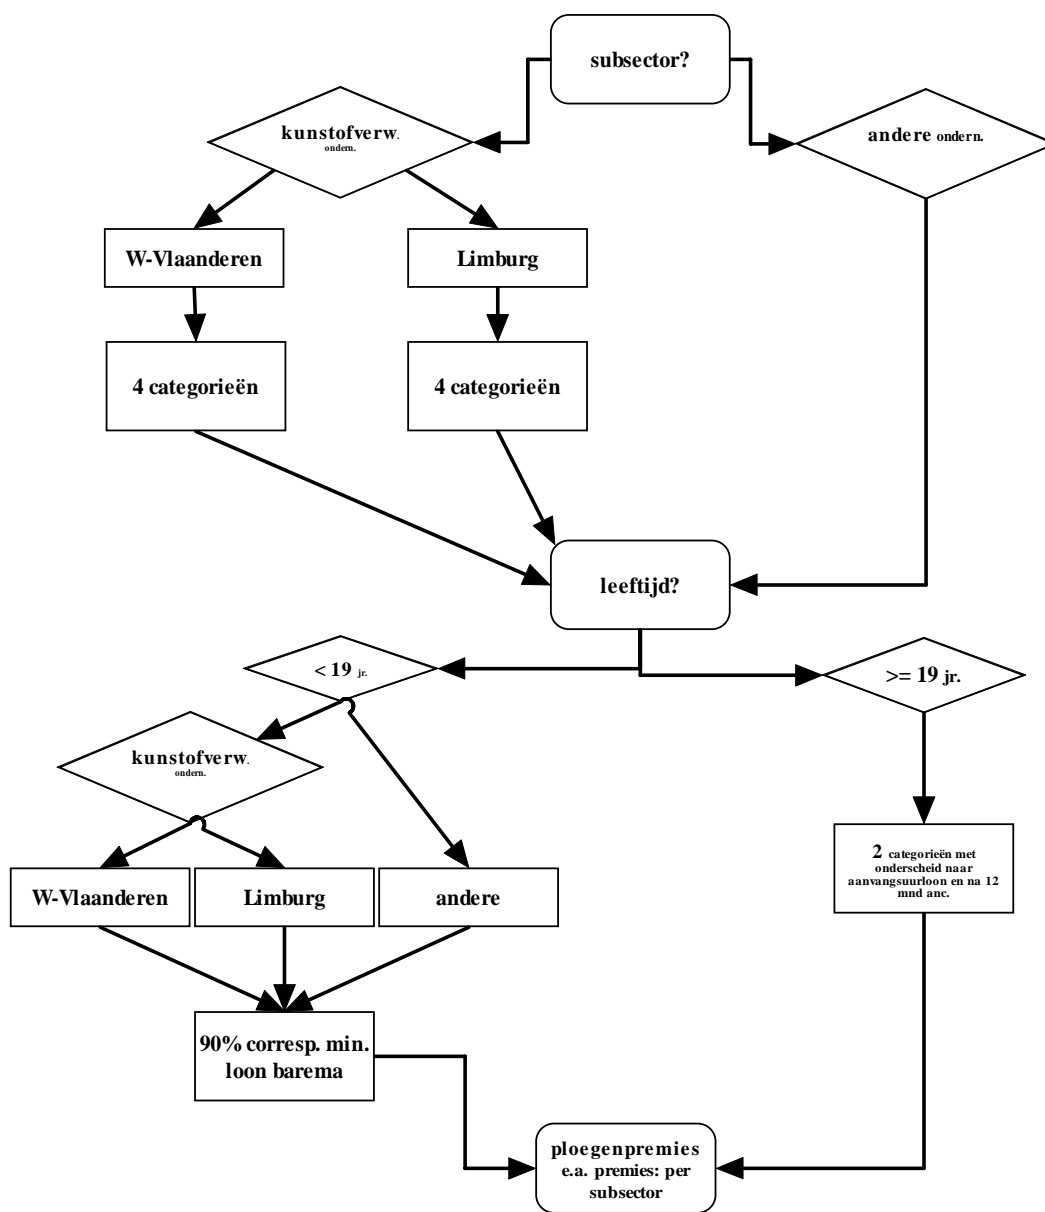 subsector?
kunstofverw.
ondern.
andere ondern.
W-Vlaanderen
Limburg
4 categorieën
4 categorieën
leeftijd?
< 19 jr.
>= 19 jr.
kunstofverw.
ondern.
2 categorieën met
onderscheid naar
aanvangsuurloon en na 12
mnd anc.
W-Vlaanderen
Limburg
andere
90% corresp. min.
loon barema
ploegenpremies
e.a. premies: per
subsector